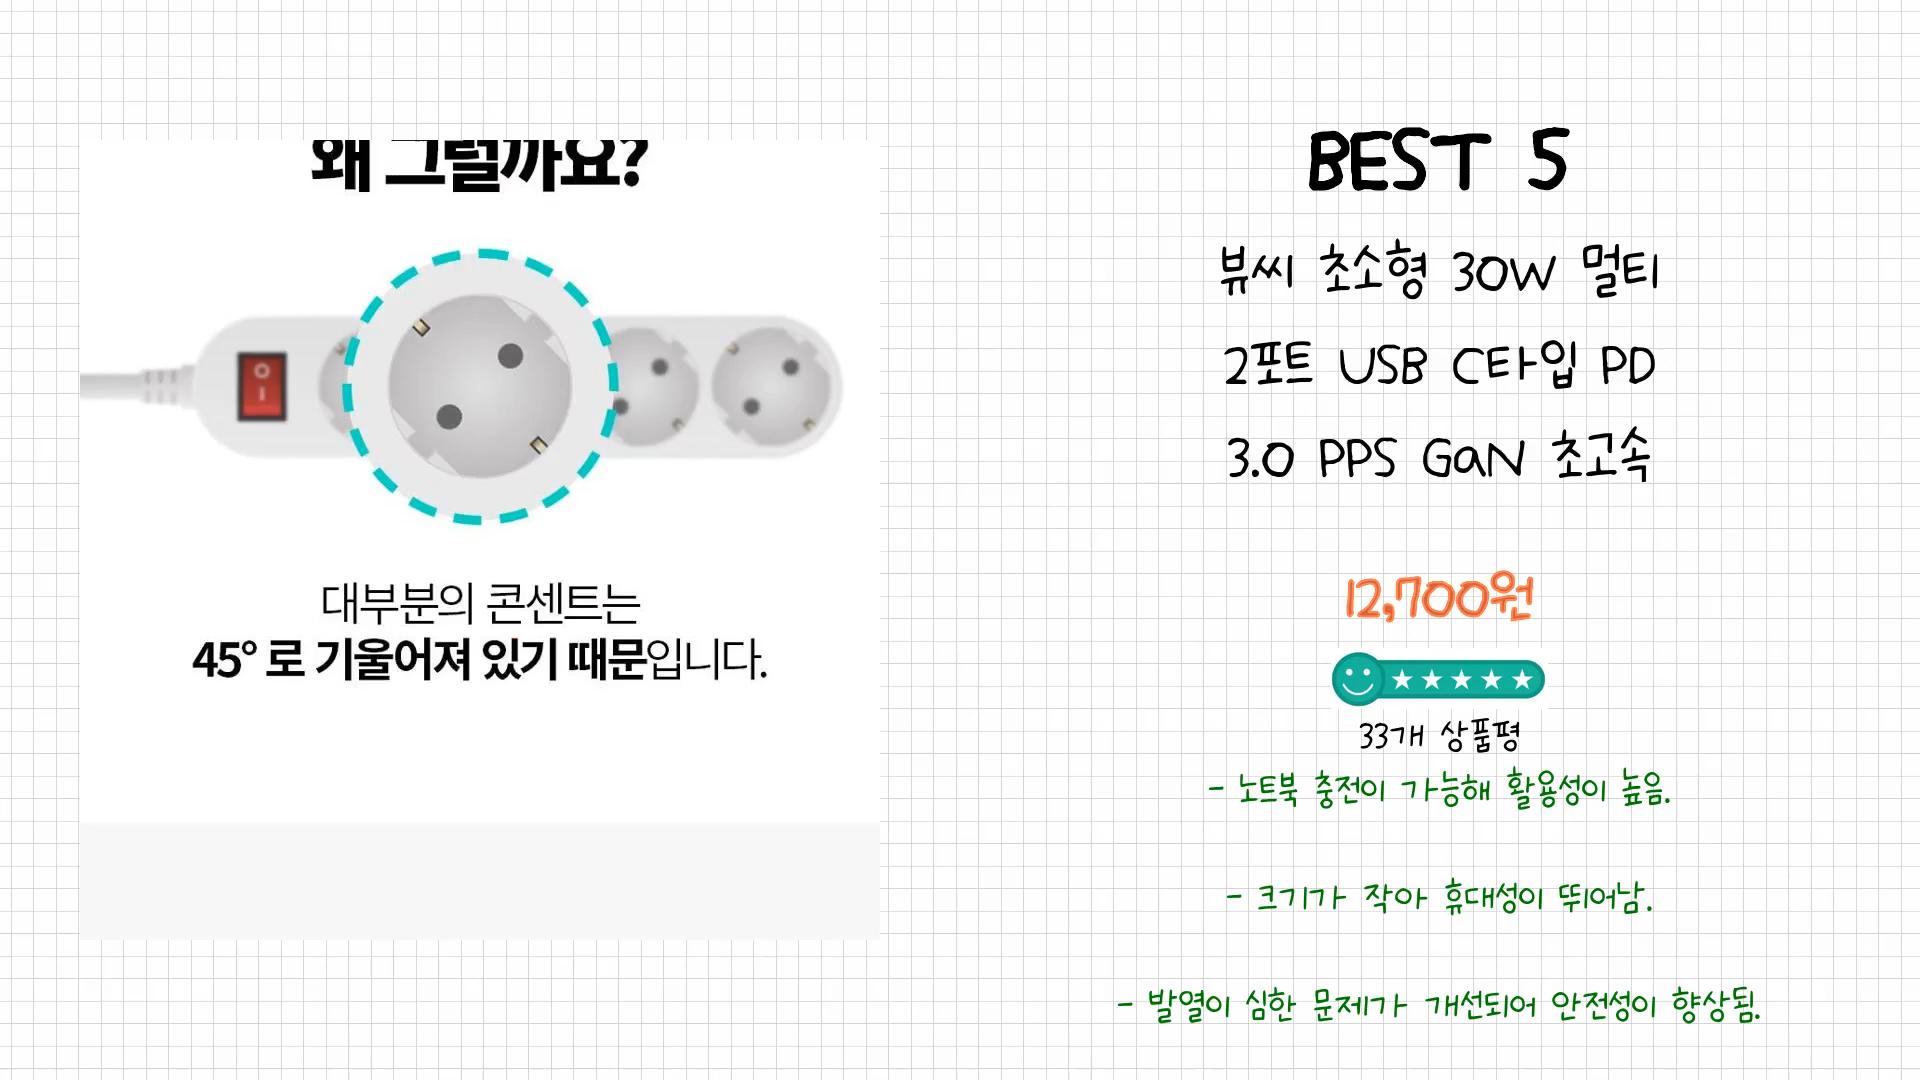 왜 그럴까요?
대부분의 콘센트는
45° 로 기울어져 있기 때문입니다.
BEST 5
뷰씨 초소형 30W 멀티
2포트 USB C타입 PD
3.0 PPS GaN 초고속
12,700원
33개 상품평
- 노트북 충전이 가능해 활용성이 높음.
- 크기가 작아 휴대성이 뛰어남.
- 발열이 심한 문제가 개선되어 안전성이 향상됨.